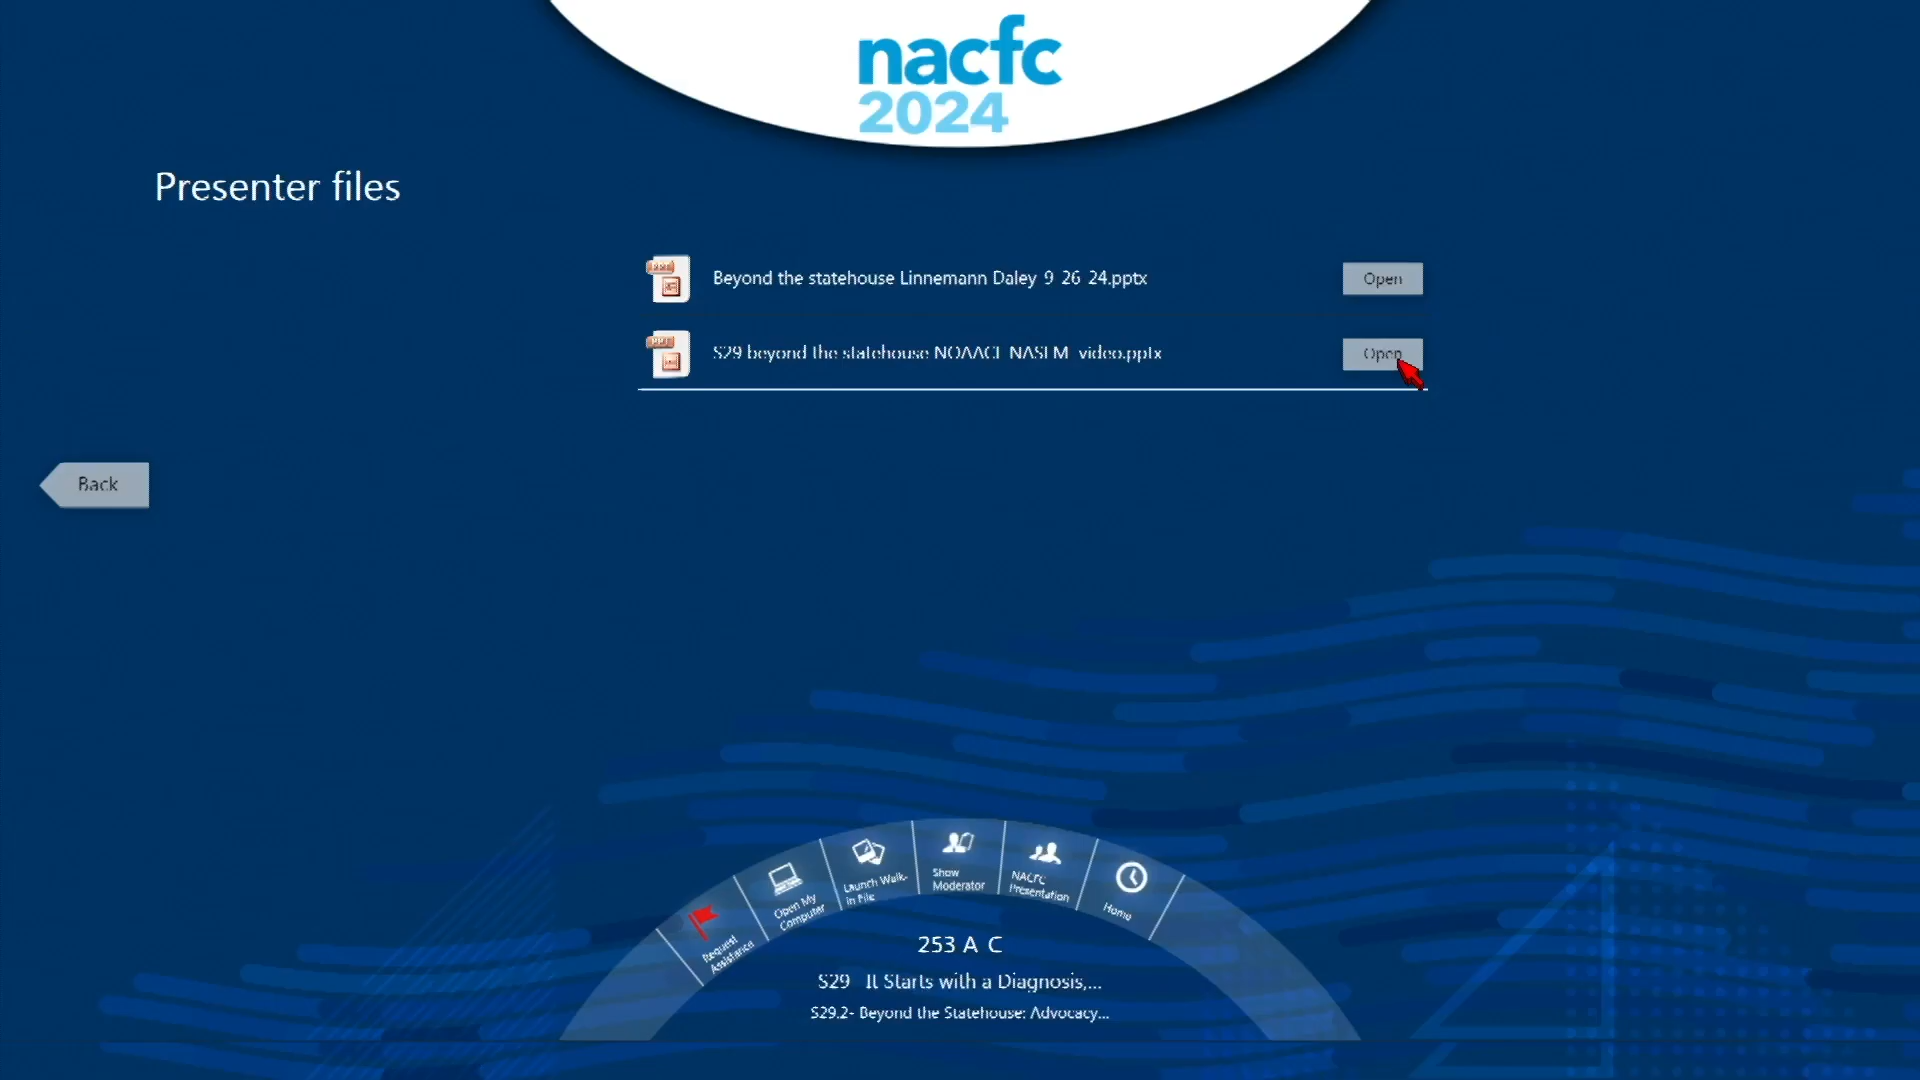 nacfc
2024
Presenter files
Beyond the statehouse Linnemann Daley 9 26 24.pptx
Open
S29 beyond the statehouse NOAACF NASEM video.pptx
Open
Back
Request Assistance
Open My Computer
Launch Walk-in File
Show Moderator
NACFC Presentation
Home
253 A C
S29 It Starts with a Diagnosis,...
S29.2- Beyond the Statehouse: Advocacy...